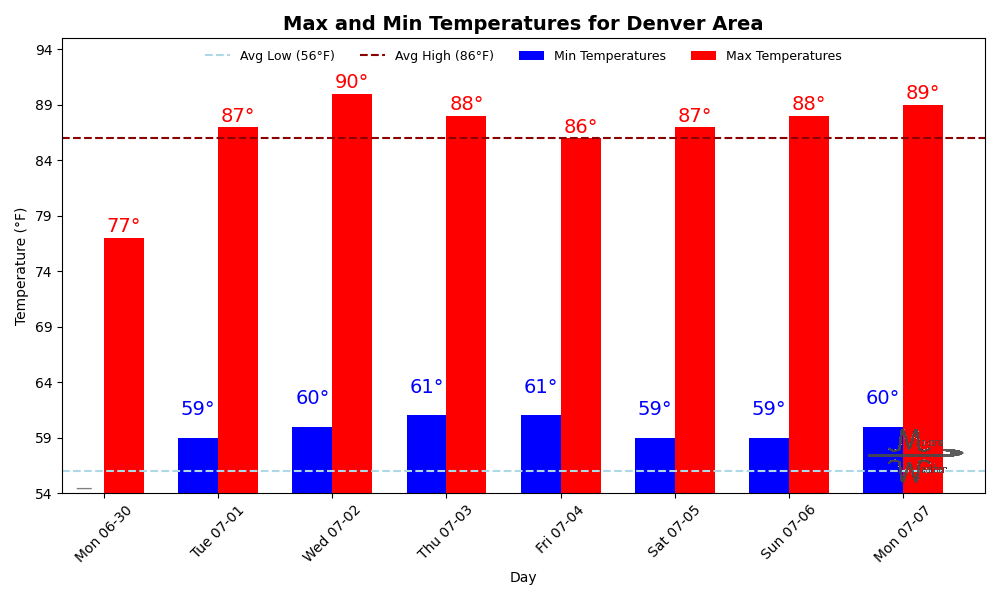 Max and Min Temperatures for Denver Area
Avg Low (56°F) Avg High (86°F) Min Temperatures Max Temperatures
Temperature (°F)
94
89
84
79
74
69
64
59
54
77°
87°
90°
88°
86°
87°
88°
89°
—
59°
60°
61°
61°
59°
59°
60°
Mon 06-30
Tue 07-01
Wed 07-02
Thu 07-03
Fri 07-04
Sat 07-05
Sun 07-06
Mon 07-07
Day